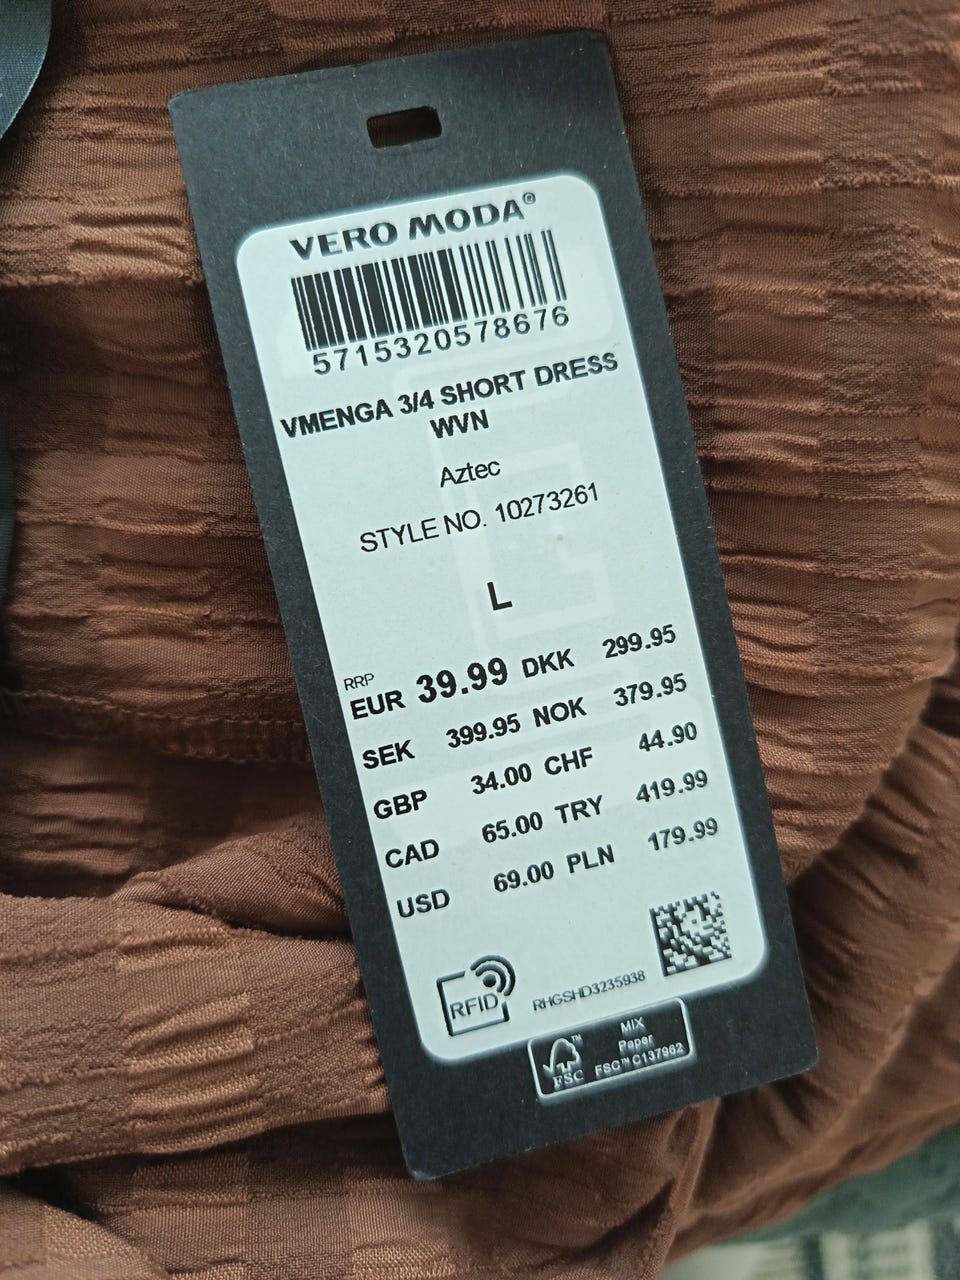 VERO MODA®
5715320578676
VMENGA 3/4 SHORT DRESS
WVN
Aztec
STYLE NO. 10273261
L
RRP
EUR 39.99 DKK 299.95
SEK 399.95 NOK 379.95
GBP 34.00 CHF 44.90
CAD 65.00 TRY 419.99
USD 69.00 PLN 179.99
RFID
RHGSHD3235938
FSC™
MIX
Paper
FSC™ C137962